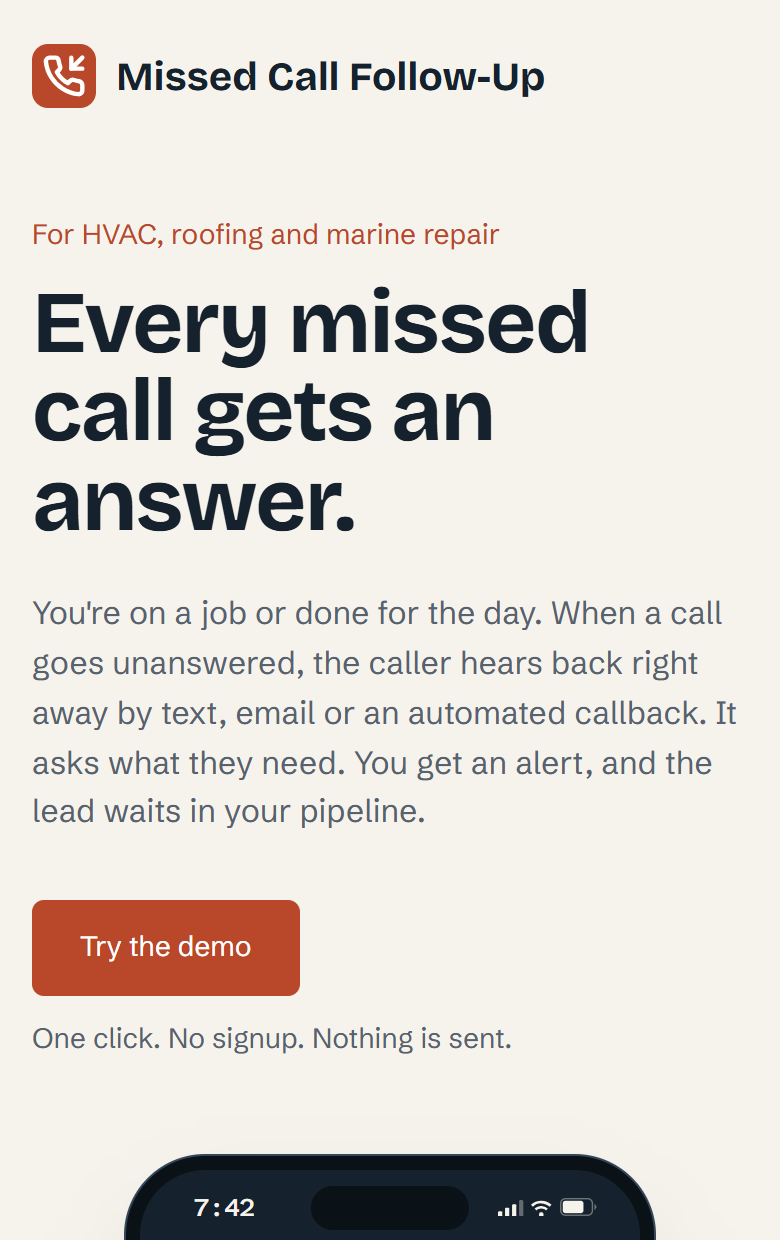 Missed Call Follow-Up
For HVAC, roofing and marine repair
Every missed
call gets an
answer.
You're on a job or done for the day. When a call
goes unanswered, the caller hears back right
away by text, email or an automated callback. It
asks what they need. You get an alert, and the
lead waits in your pipeline.
Try the demo
One click. No signup. Nothing is sent.
7:42